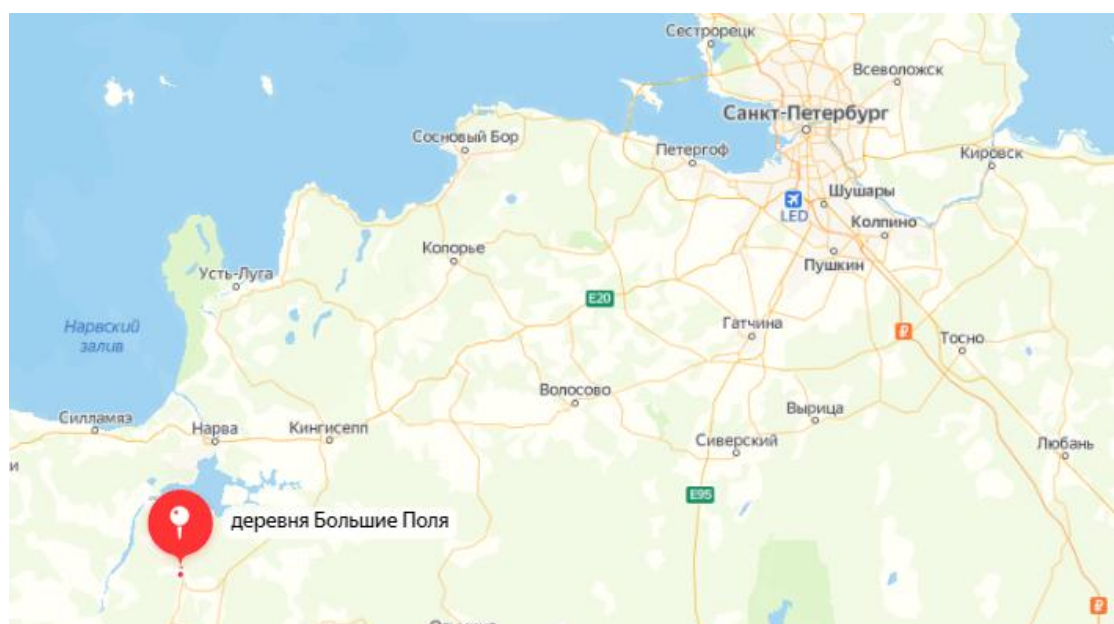 Сестрорецк
Всеволожск
Санкт-Петербург
Сосновый Бор
Петергоф
Кировск
Шушары
LED
Колпино
Копорье
Пушкин
Усть-Луга
E20
Нарвский
залив
Гатчина
₽
Тосно
Волосово
Вырица
Силламяэ
Нарва
Кингисепп
Сиверский
Любань
и
E95
деревня Большие Поля
₽